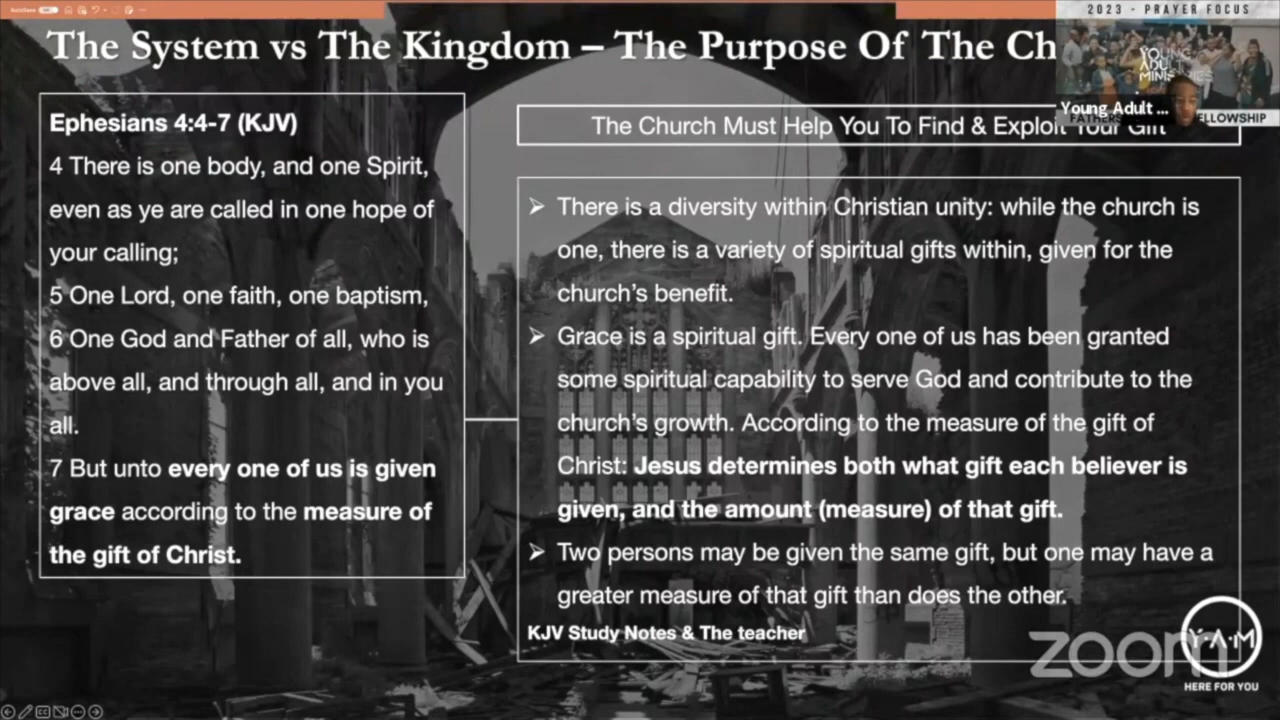 AutoSave
2023 - PRAYER FOCUS
The System vs The Kingdom – The Purpose Of The Ch
YOUNG
ADULT
MINISTRIES
Young Adult ...
FATHERS
ELLOWSHIP
Ephesians 4:4-7 (KJV)
4 There is one body, and one Spirit,
even as ye are called in one hope of
your calling;
5 One Lord, one faith, one baptism,
6 One God and Father of all, who is
above all, and through all, and in you
all.
7 But unto every one of us is given
grace according to the measure of
the gift of Christ.
The Church Must Help You To Find & Exploit Your Gift
➢ There is a diversity within Christian unity: while the church is
one, there is a variety of spiritual gifts within, given for the
church's benefit.
➢ Grace is a spiritual gift. Every one of us has been granted
some spiritual capability to serve God and contribute to the
church's growth. According to the measure of the gift of
Christ: Jesus determines both what gift each believer is
given, and the amount (measure) of that gift.
➢ Two persons may be given the same gift, but one may have a
greater measure of that gift than does the other.
KJV Study Notes & The teacher
zoom
Y·A·M
HERE FOR YOU